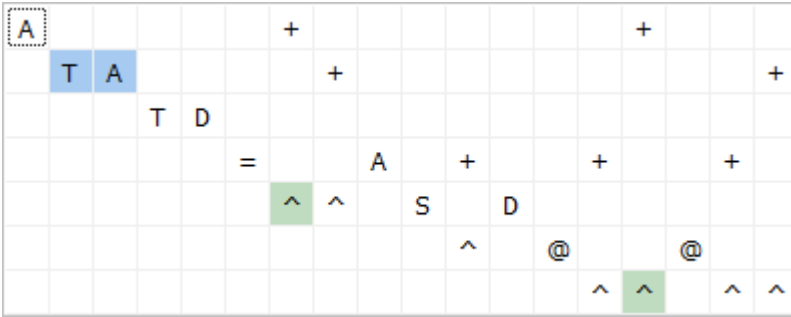 A + +
T A + +
T D
= A + + +
^ ^ S D
^ @ @
^ ^ ^ ^